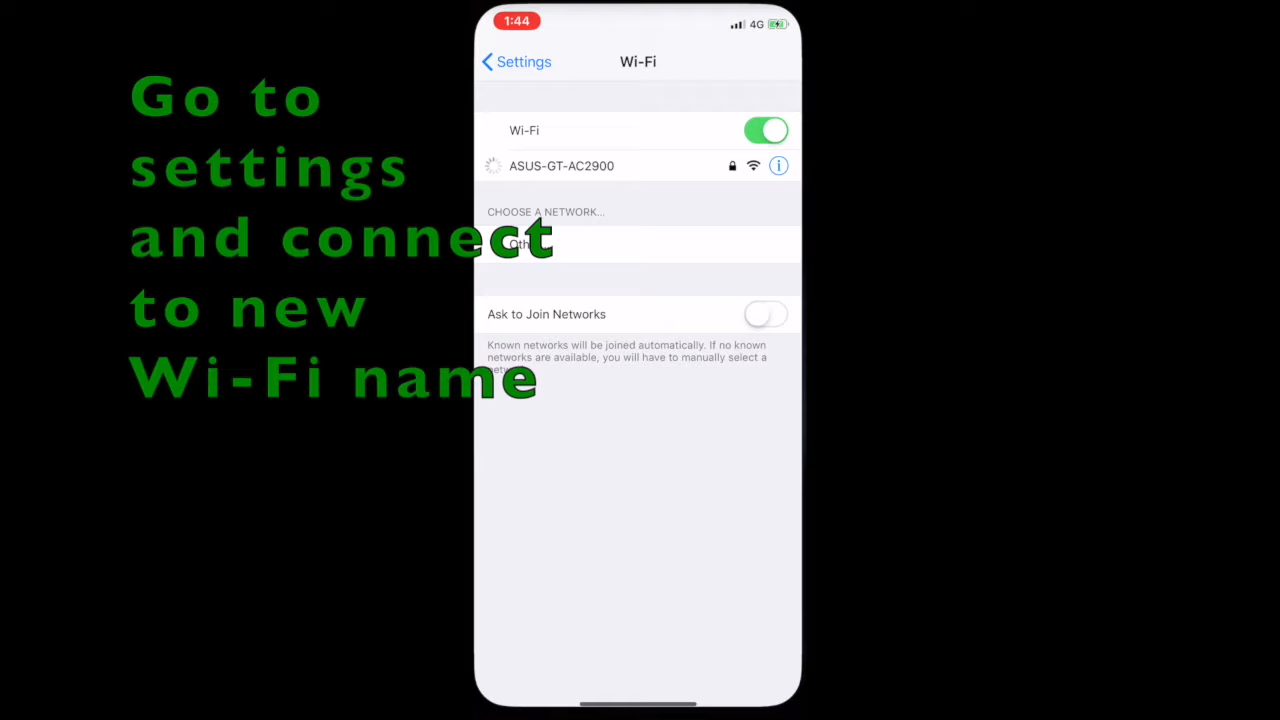 1:44
4G
Settings
Wi-Fi
Wi-Fi
ASUS-GT-AC2900
CHOOSE A NETWORK...
Ask to Join Networks
Known networks will be joined automatically. If no known
networks are available, you will have to manually select a
Go to
settings
and connect
to new
Wi-Fi name